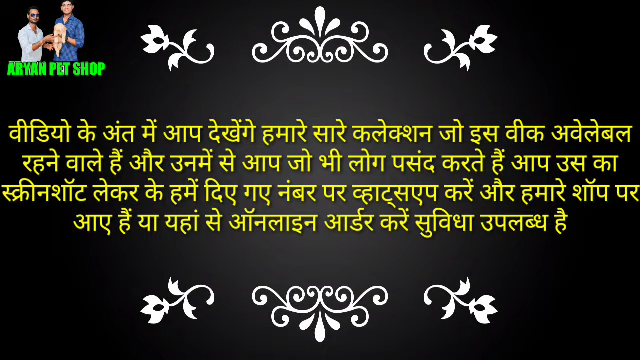 ARYAN PET SHOP
वीडियो के अंत में आप देखेंगे हमारे सारे कलेक्शन जो इस वीक अवेलेबल
रहने वाले हैं और उनमें से आप जो भी लोग पसंद करते हैं आप उस का
स्क्रीनशॉट लेकर के हमें दिए गए नंबर पर व्हाट्सएप करें और हमारे शॉप पर
आए हैं या यहां से ऑनलाइन आर्डर करें सुविधा उपलब्ध है